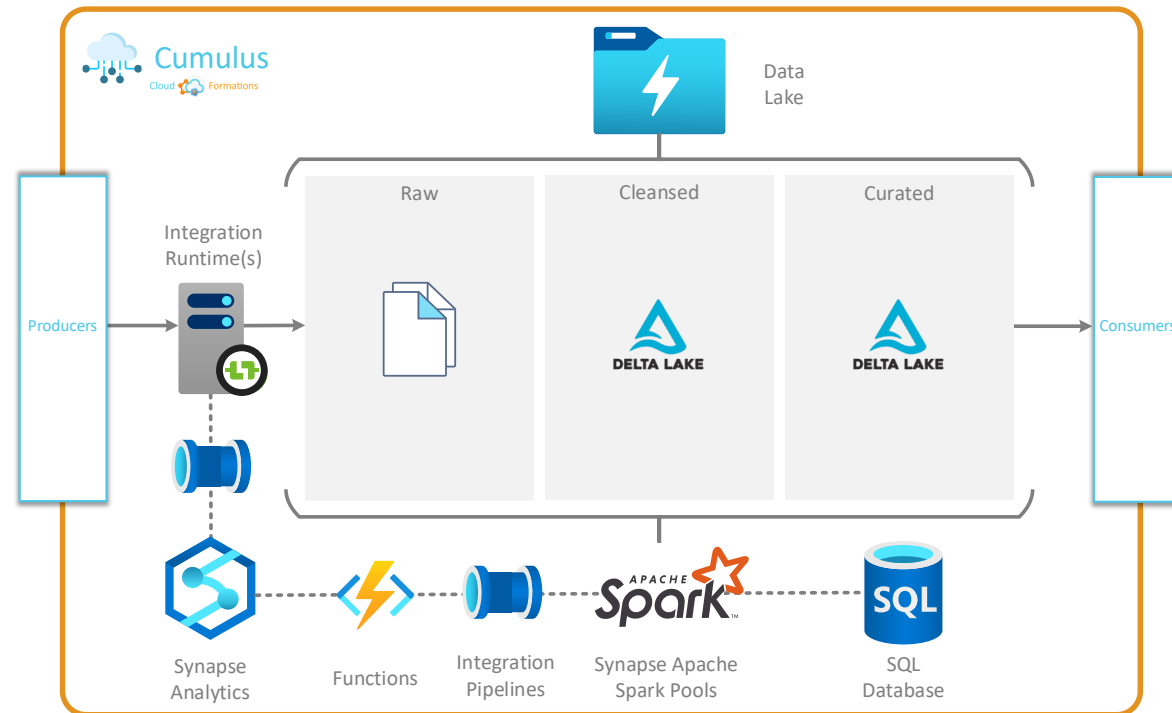 Cumulus
Cloud Formations
Data
Lake
Raw
Cleansed
Curated
Integration
Runtime(s)
Producers
DELTA LAKE
DELTA LAKE
Consumers
APACHE
Spark™
SQL
Synapse
Analytics
Functions
Integration
Pipelines
Synapse Apache
Spark Pools
SQL
Database